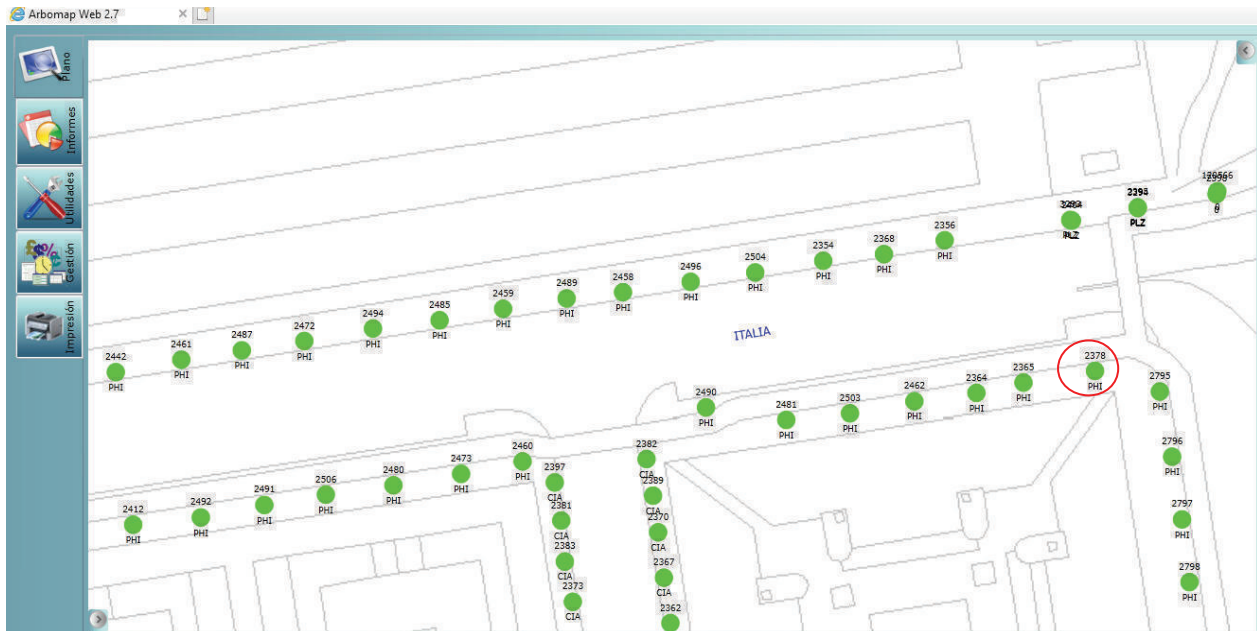 Arbomap Web 2.7
Plano
Informes
Utilidades
Gestión
Impresión
2356
PHI
2368
PHI
2354
PHI
2504
PHI
2496
PHI
2458
PHI
2489
PHI
2459
PHI
2485
PHI
2494
PHI
2472
PHI
2487
PHI
2461
PHI
2442
PHI
PLZ
PLZ
ITALIA
2378
PHI
2365
PHI
2364
PHI
2462
PHI
2503
PHI
2481
PHI
2490
PHI
2795
PHI
2796
PHI
2797
PHI
2798
PHI
2460
PHI
2473
PHI
2480
PHI
2506
PHI
2491
PHI
2492
PHI
2412
PHI
2397
CIA
2381
CIA
2383
CIA
2373
CIA
2382
CIA
2389
CIA
2370
CIA
2367
CIA
2362